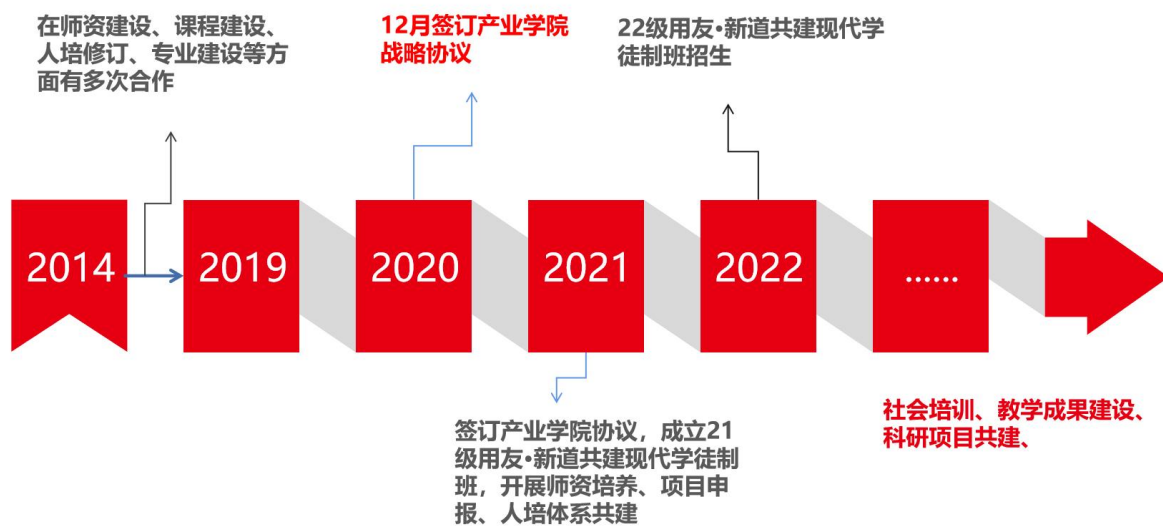 在师资建设、课程建设、
人培修订、专业建设等方
面有多次合作
12月签订产业学院
战略协议
22级用友•新道共建现代学
徒制班招生
2014
2019
2020
2021
2022
……
签订产业学院协议，成立21
级用友•新道共建现代学徒制
班，开展师资培养、项目申
报、人培体系共建
社会培训、教学成果建设、
科研项目共建、